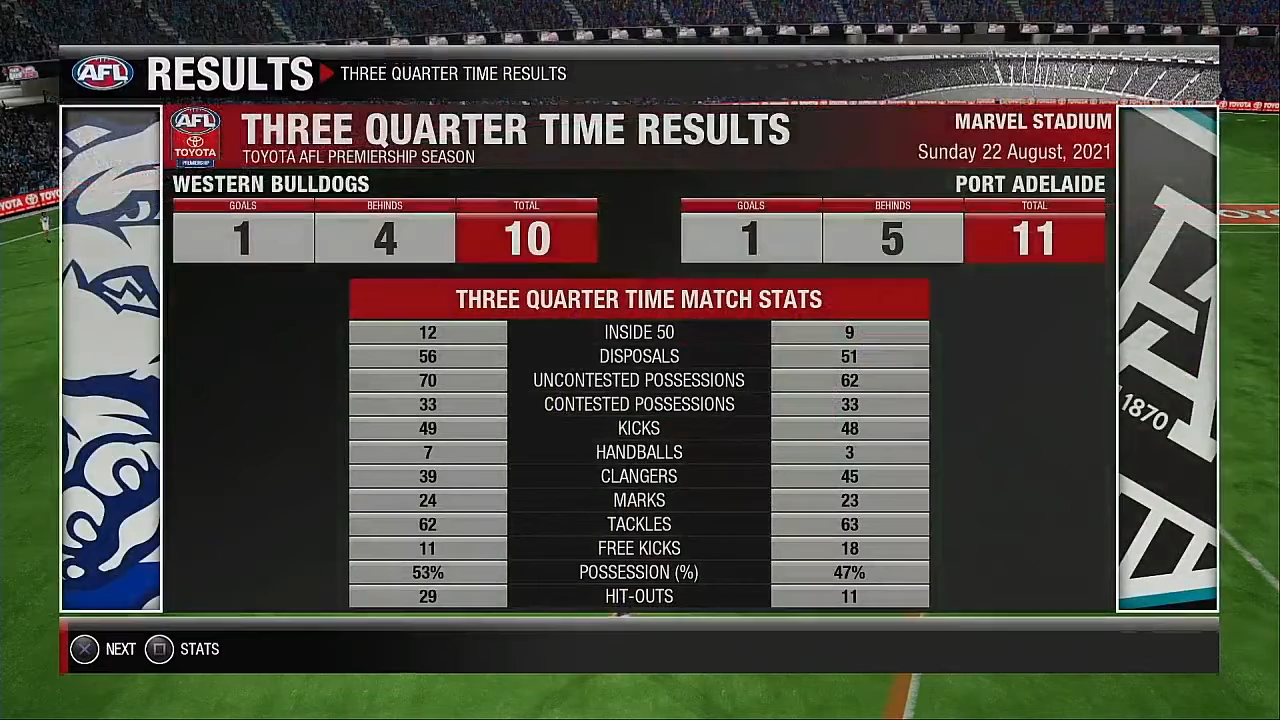 AFL RESULTS THREE QUARTER TIME RESULTS
AFL
TOYOTA
PREMIERSHIP
THREE QUARTER TIME RESULTS
TOYOTA AFL PREMIERSHIP SEASON
MARVEL STADIUM
Sunday 22 August, 2021
WESTERN BULLDOGS PORT ADELAIDE
GOALS BEHINDS TOTAL GOALS BEHINDS TOTAL
1 4 10 1 5 11
THREE QUARTER TIME MATCH STATS
12 INSIDE 50 9
56 DISPOSALS 51
70 UNCONTESTED POSSESSIONS 62
33 CONTESTED POSSESSIONS 33
49 KICKS 48
7 HANDBALLS 3
39 CLANGERS 45
24 MARKS 23
62 TACKLES 63
11 FREE KICKS 18
53% POSSESSION (%) 47%
29 HIT-OUTS 11
1870
NEXT STATS